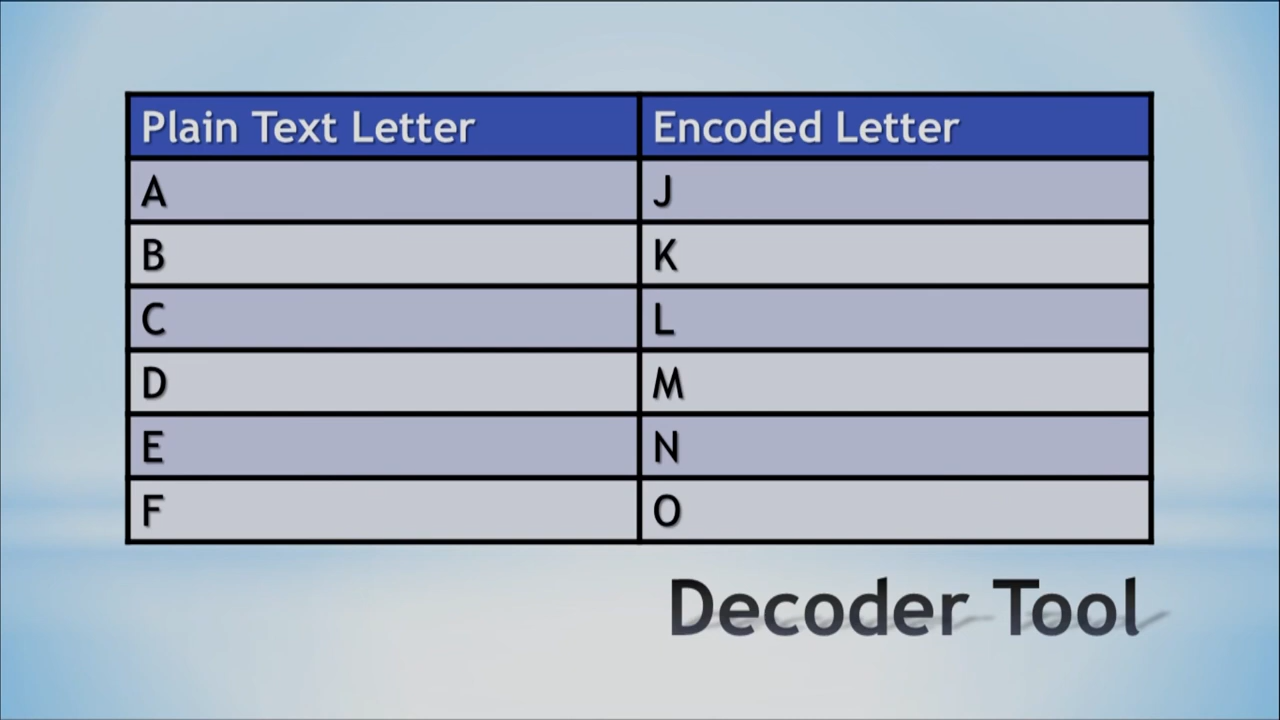 Plain Text Letter Encoded Letter
A J
B K
C L
D M
E N
F O
Decoder Tool